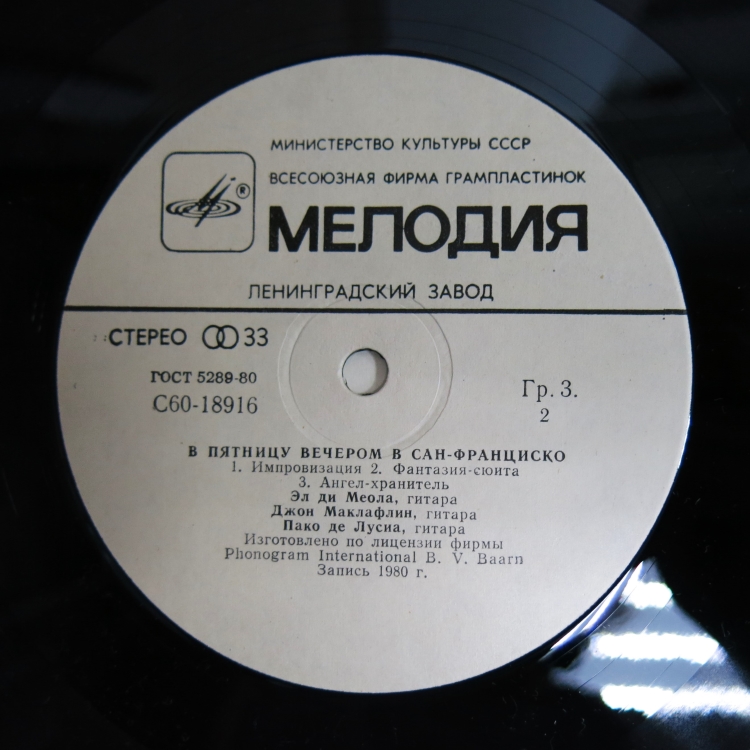 МИНИСТЕРСТВО КУЛЬТУРЫ СССР
ВСЕСОЮЗНАЯ ФИРМА ГРАМПЛАСТИНОК
®
МЕЛОДИЯ
ЛЕНИНГРАДСКИЙ ЗАВОД
СТЕРЕО 33
ГОСТ 5289-80
С60-18916
Гр. 3.
2
В ПЯТНИЦУ ВЕЧЕРОМ В САН-ФРАНЦИСКО
1. Импровизация 2. Фантазия-сюита
3. Ангел-хранитель
Эл ди Меола, гитара
Джон Маклафлин, гитара
Пако де Лусиа, гитара
Изготовлено по лицензии фирмы
Phonogram International B. V. Baarn
Запись 1980 г.